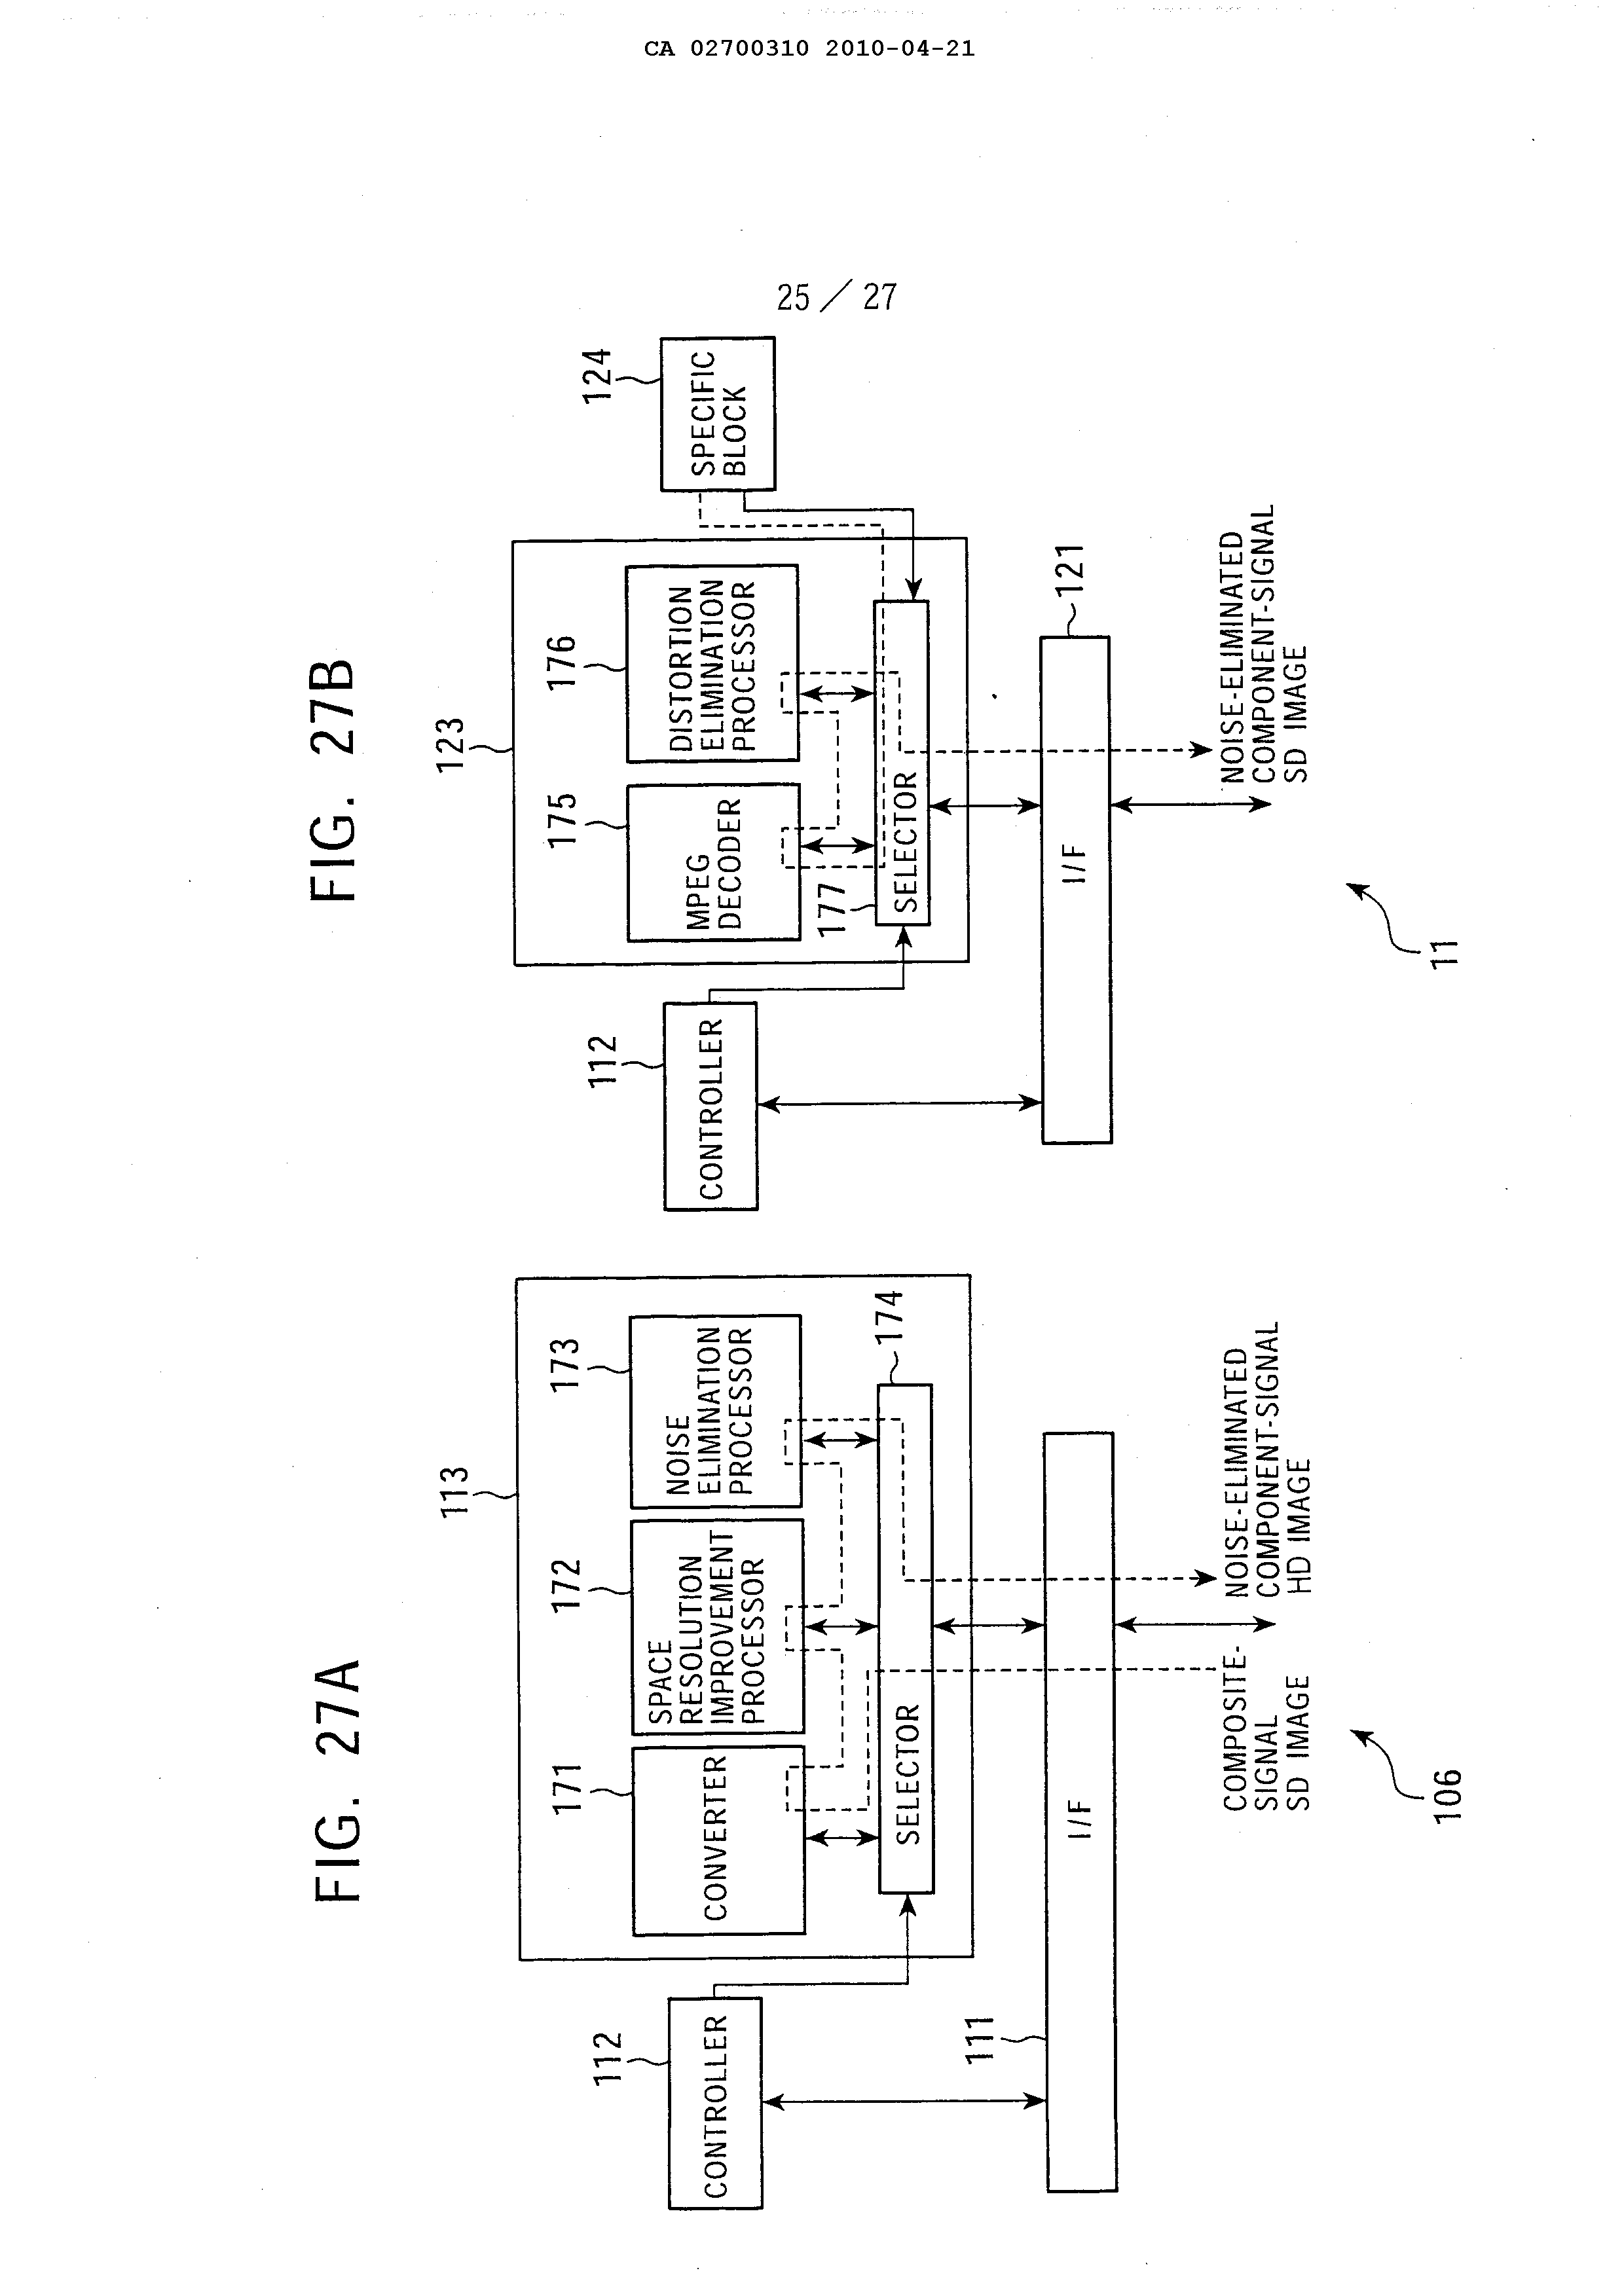 CA 02700310 2010-04-21
25 / 27
FIG. 27A
113
171
172
173
CONVERTER
SPACE
RESOLUTION
IMPROVEMENT
PROCESSOR
NOISE
ELIMINATION
PROCESSOR
112
CONTROLLER
SELECTOR
174
111
I/F
COMPOSITE-
SIGNAL
SD IMAGE
NOISE-ELIMINATED
COMPONENT-SIGNAL
HD IMAGE
106
FIG. 27B
123
175
176
124
MPEG
DECODER
DISTORTION
ELIMINATION
PROCESSOR
SPECIFIC
BLOCK
112
CONTROLLER
177
SELECTOR
121
I/F
NOISE-ELIMINATED
COMPONENT-SIGNAL
SD IMAGE
11